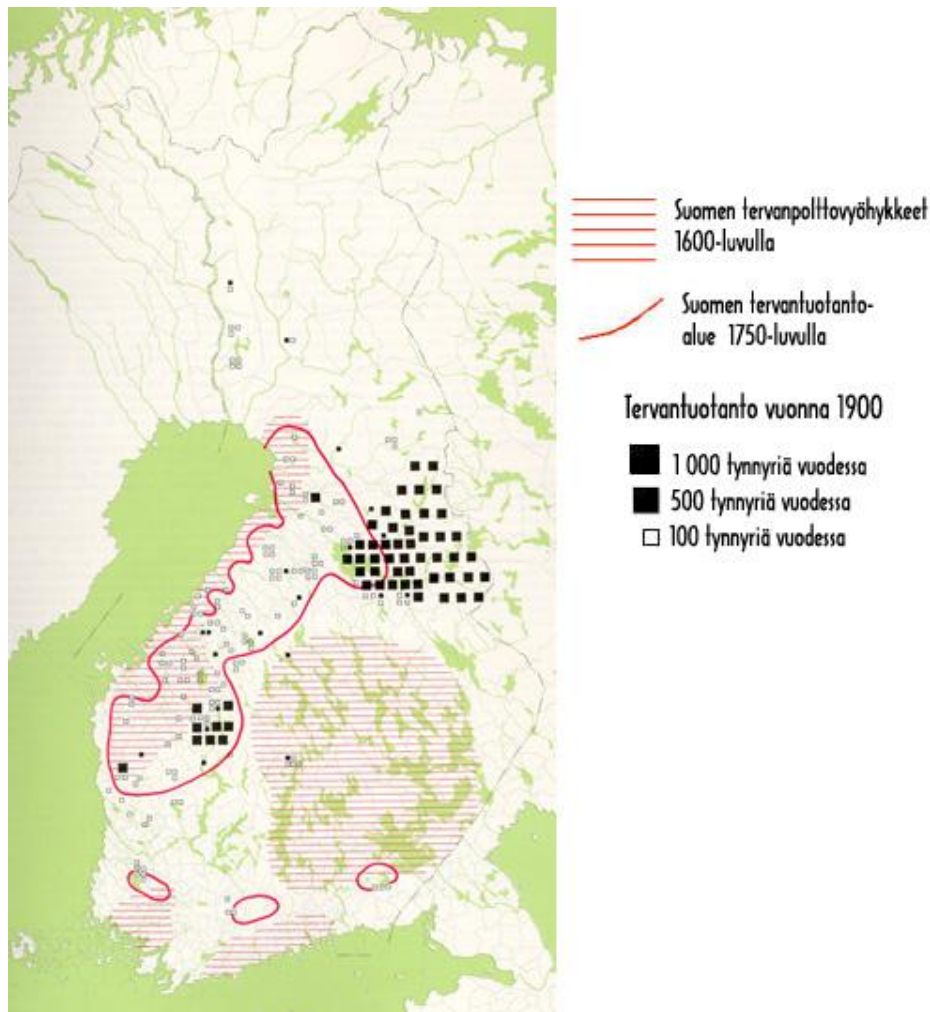 Suomen tervanpolttovyöhykkeet
1600-luvulla
Suomen tervantuotanto-
alue 1750-luvulla
Tervantuotanto vuonna 1900
1 000 tynnyriä vuodessa
500 tynnyriä vuodessa
100 tynnyriä vuodessa